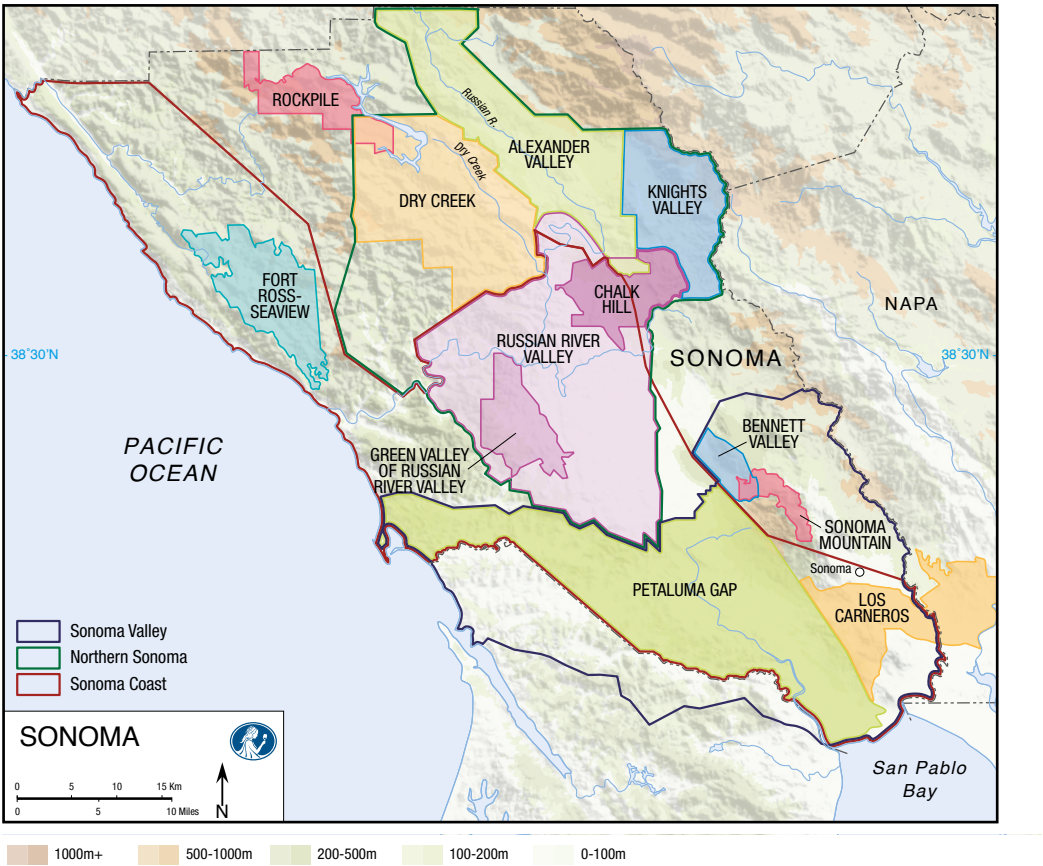 Russian R.
ROCKPILE
ALEXANDER
VALLEY
Dry Creek
DRY CREEK
KNIGHTS
VALLEY
FORT
ROSS-
SEAVIEW
CHALK
HILL
NAPA
RUSSIAN RIVER
VALLEY
SONOMA
38°30'N
38°30'N
PACIFIC
OCEAN
BENNETT
VALLEY
GREEN VALLEY
OF RUSSIAN
RIVER VALLEY
SONOMA
MOUNTAIN
Sonoma
PETALUMA GAP
LOS
CARNEROS
Sonoma Valley
Northern Sonoma
Sonoma Coast
SONOMA
0 5 10 15 Km
0 5 10 Miles
N
San Pablo
Bay
1000m+ 500-1000m 200-500m 100-200m 0-100m